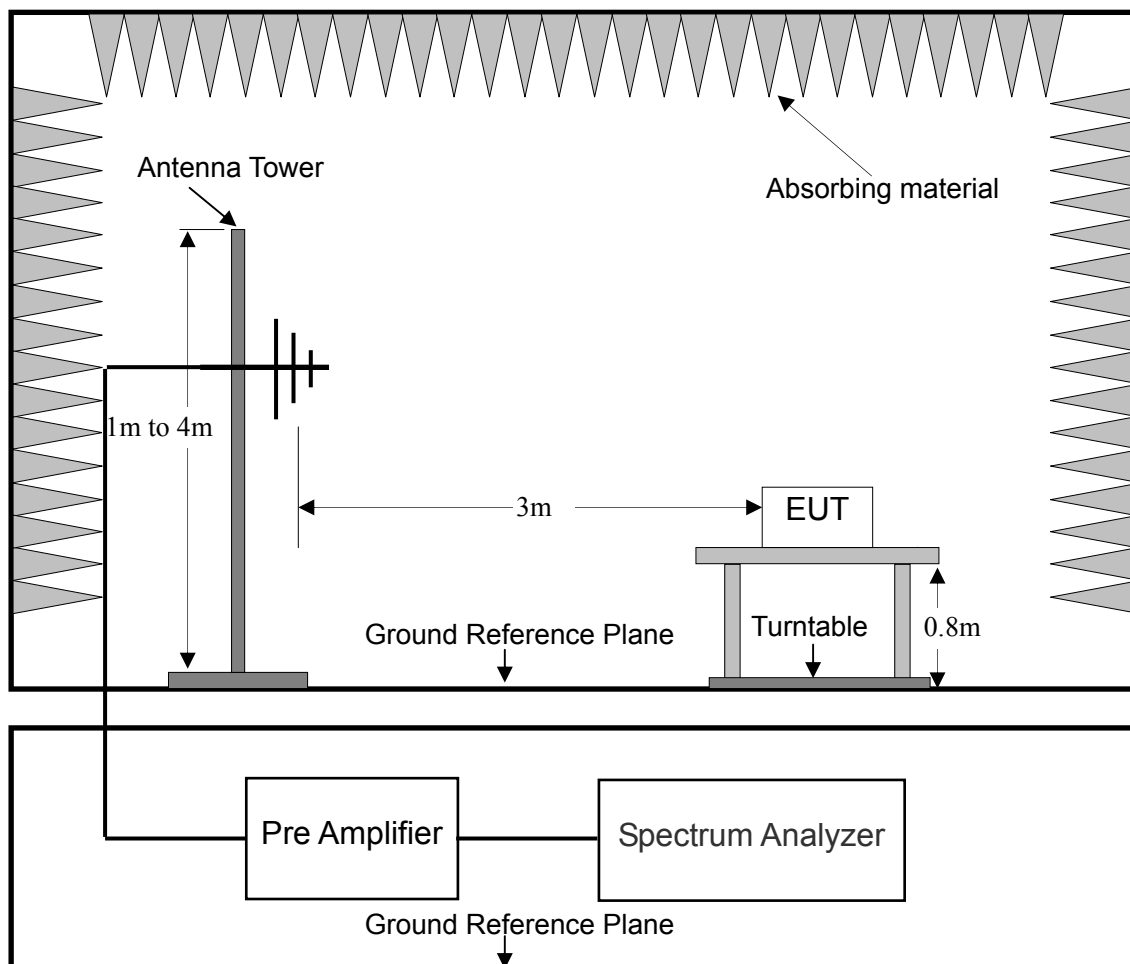 Antenna Tower
Absorbing material
1m to 4m
3m
EUT
0.8m
Ground Reference Plane
Turntable
Pre Amplifier
Spectrum Analyzer
Ground Reference Plane